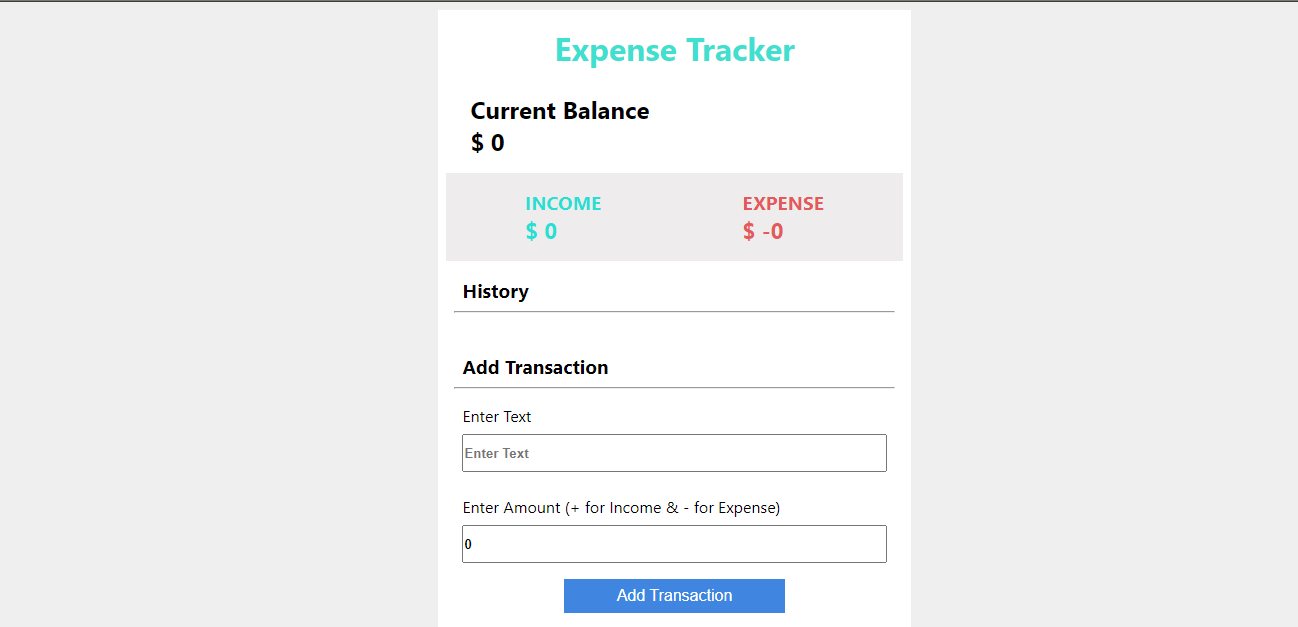 Expense Tracker
Current Balance
$ 0
INCOME EXPENSE
$ 0 $ -0
History
Add Transaction
Enter Text
Enter Text
Enter Amount (+ for Income & - for Expense)
0
Add Transaction